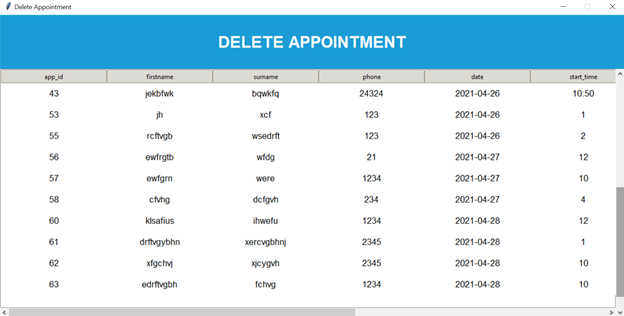 Delete Appointment
DELETE APPOINTMENT
app_id firstname surname phone date start_time
43 jekbfwk bqwkfq 24324 2021-04-26 10:50
53 jh xcf 123 2021-04-26 1
55 rcftvgb wsedrft 123 2021-04-26 2
56 ewfrgtb wfdg 21 2021-04-27 12
57 ewfgrn were 1234 2021-04-27 10
58 cfvhg dcfgvh 234 2021-04-27 4
60 klsafius ihwefu 1234 2021-04-28 12
61 drftvgybhn xercvgbhnj 2345 2021-04-28 1
62 xfgchvj xjcygvh 2345 2021-04-28 10
63 edrftvgbh fchvg 1234 2021-04-28 10